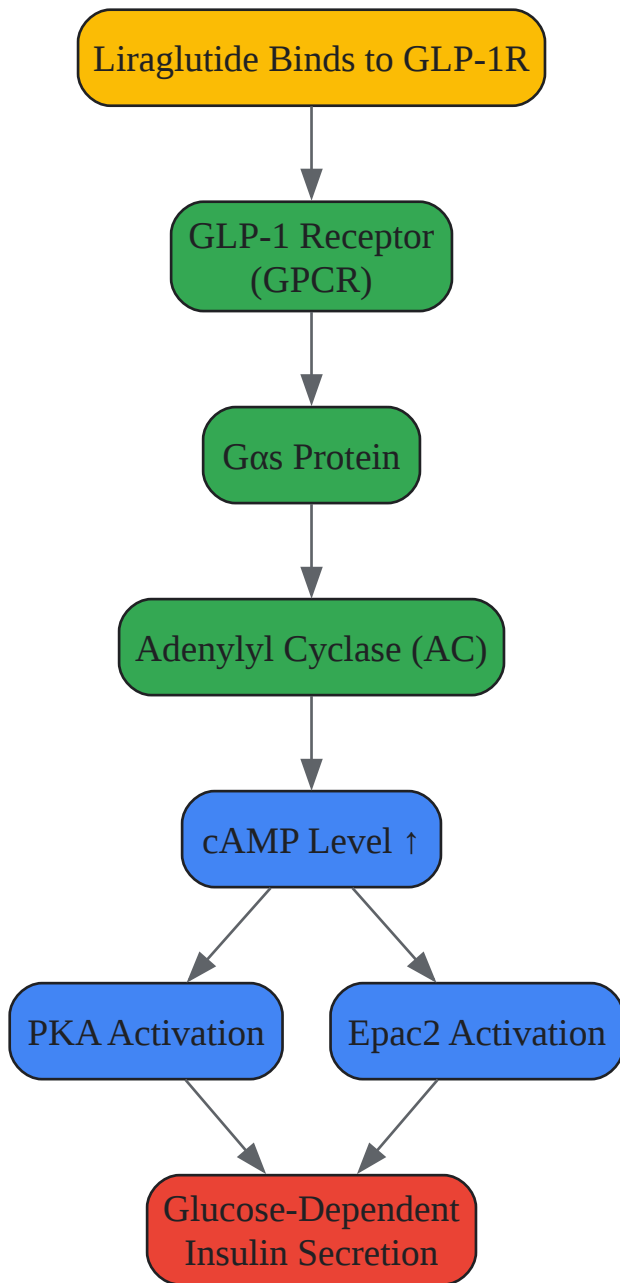 Liraglutide Binds to GLP-1R
GLP-1 Receptor
(GPCR)
Gαs Protein
Adenylyl Cyclase (AC)
cAMP Level ↑
PKA Activation
Epac2 Activation
Glucose-Dependent
Insulin Secretion